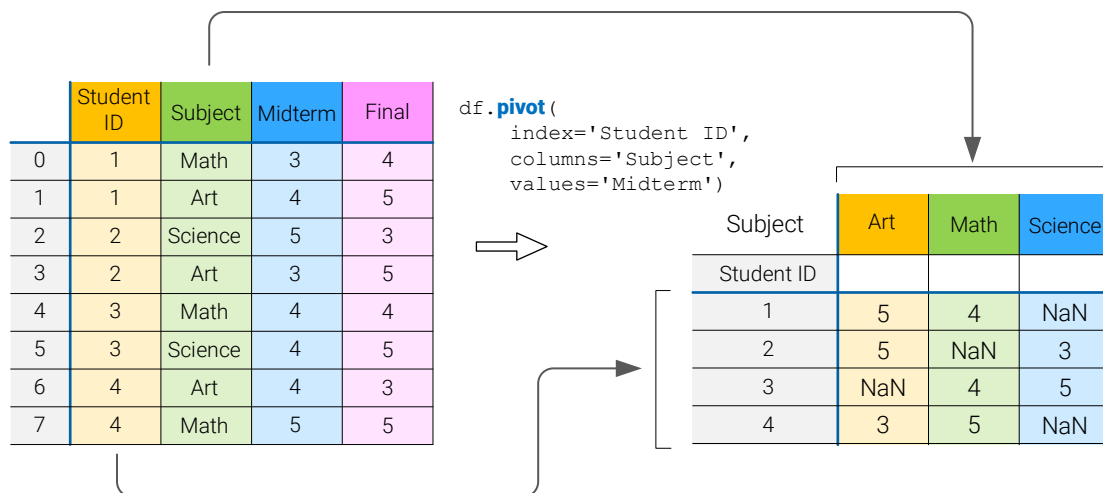 Student ID Subject Midterm Final
0 1 Math 3 4
1 1 Art 4 5
2 2 Science 5 3
3 2 Art 3 5
4 3 Math 4 4
5 3 Science 4 5
6 4 Art 4 3
7 4 Math 5 5
df.pivot(
index='Student ID',
columns='Subject',
values='Midterm')
Subject Art Math Science
Student ID
1 5 4 NaN
2 5 NaN 3
3 NaN 4 5
4 3 5 NaN